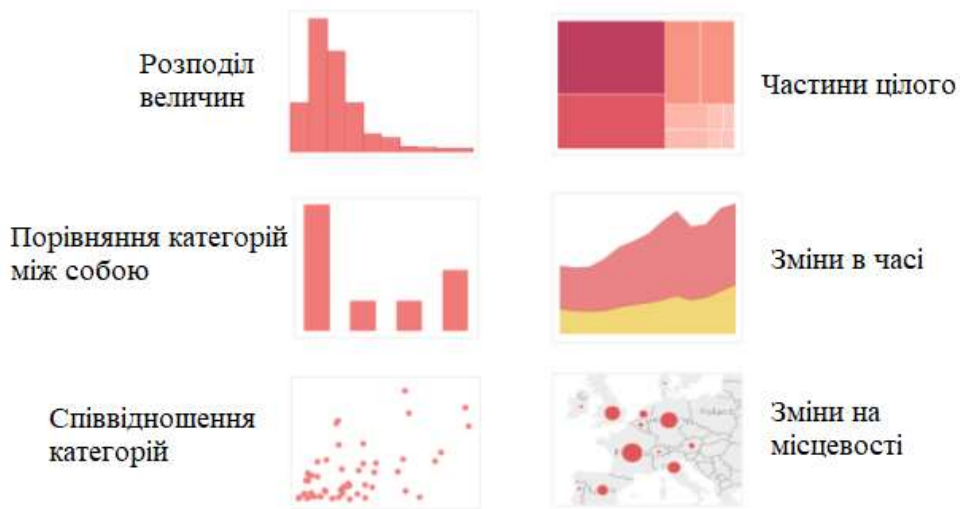 Розподіл
величин
Частини цілого
Порівняння категорій
між собою
Зміни в часі
Співвідношення
категорій
Зміни на
місцевості